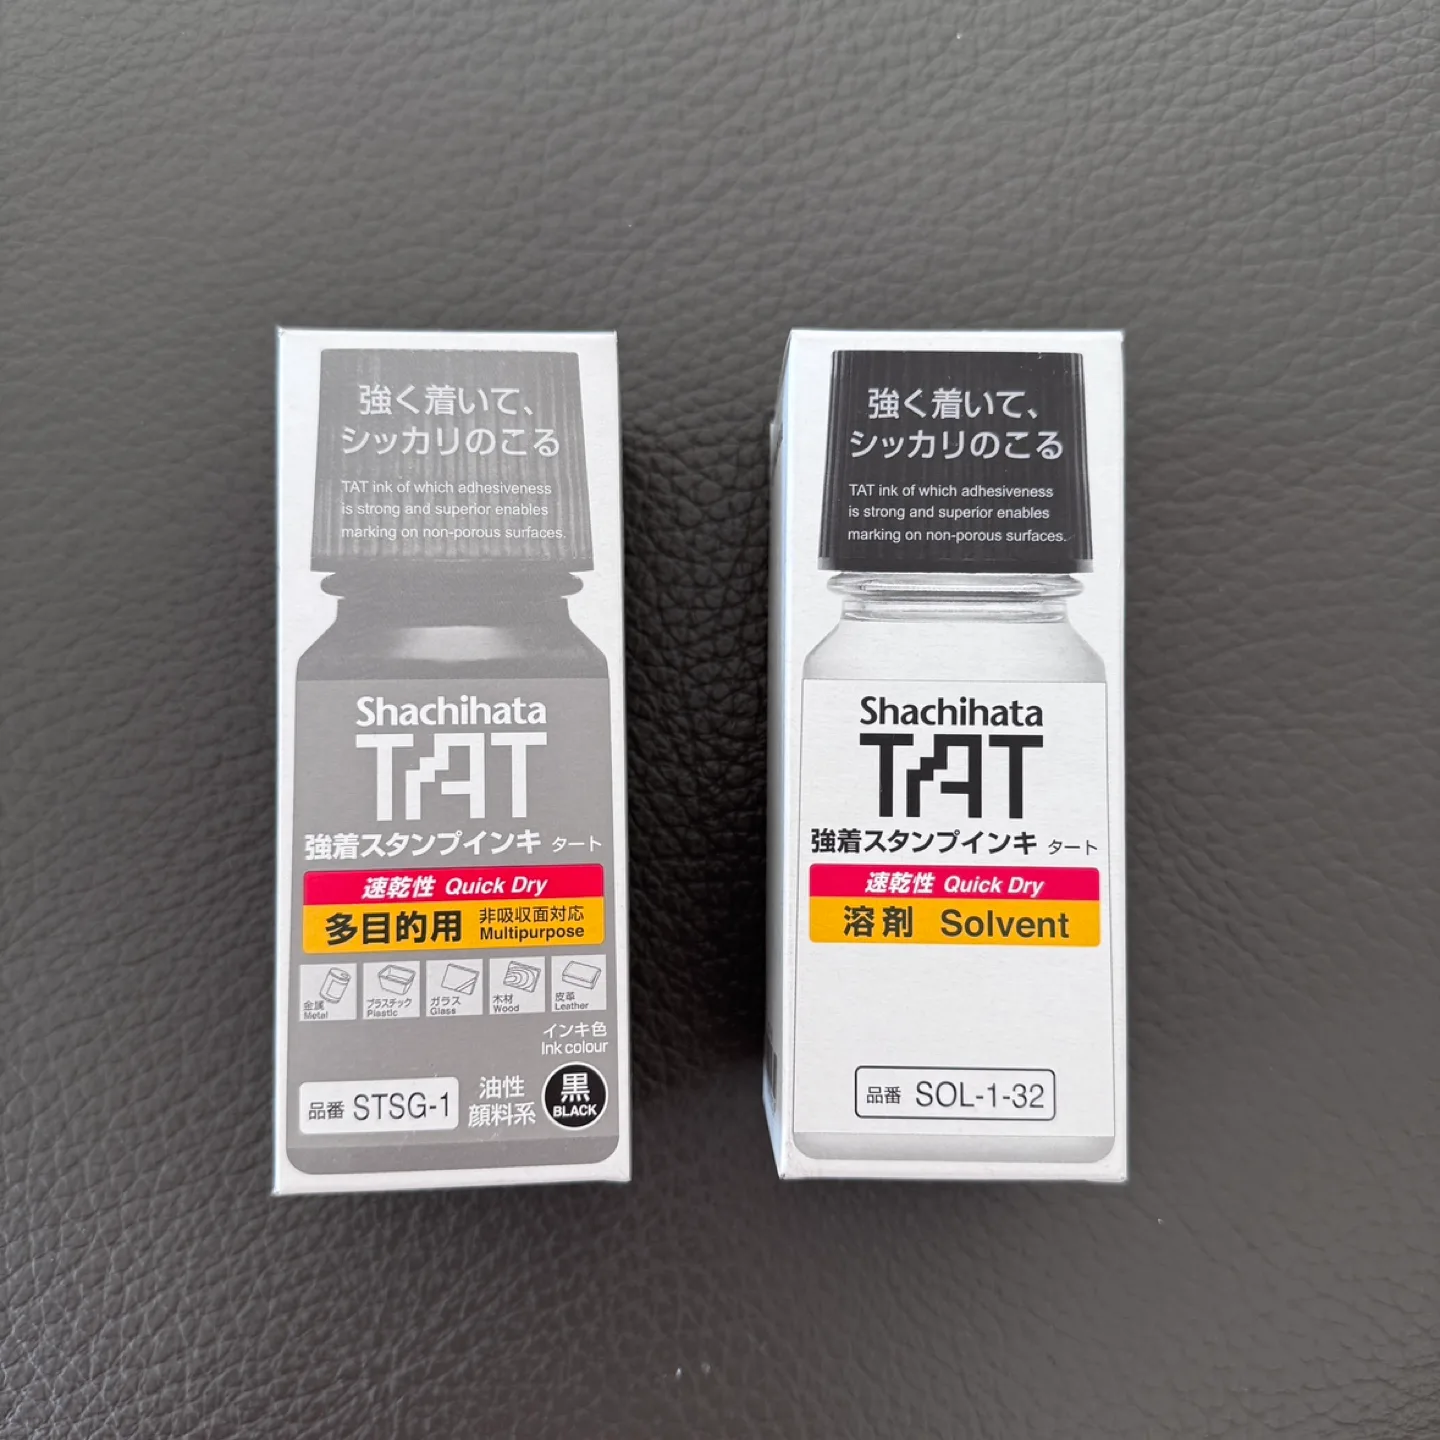 強く着いて、
シッカリのこる
TAT ink of which adhesiveness
is strong and superior enables
marking on non-porous surfaces.
Shachihata
TAT
強着スタンプインキ タート
速乾性 Quick Dry
多目的用 非吸収面対応
Multipurpose
金属 プラスチック ガラス 木材 皮革
Metal Plastic Glass Wood Leather
インキ色
Ink colour
品番 STSG-1
油性
顔料系
黒
BLACK
強く着いて、
シッカリのこる
TAT ink of which adhesiveness
is strong and superior enables
marking on non-porous surfaces.
Shachihata
TAT
強着スタンプインキ タート
速乾性 Quick Dry
溶剤 Solvent
品番 SOL-1-32